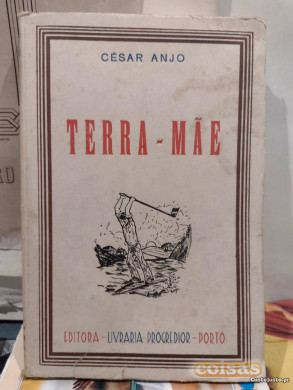 CÉSAR ANJO
TERRA - MÃE
EDITORA - LIVRARIA PROGREDIOR - PORTO
coisas